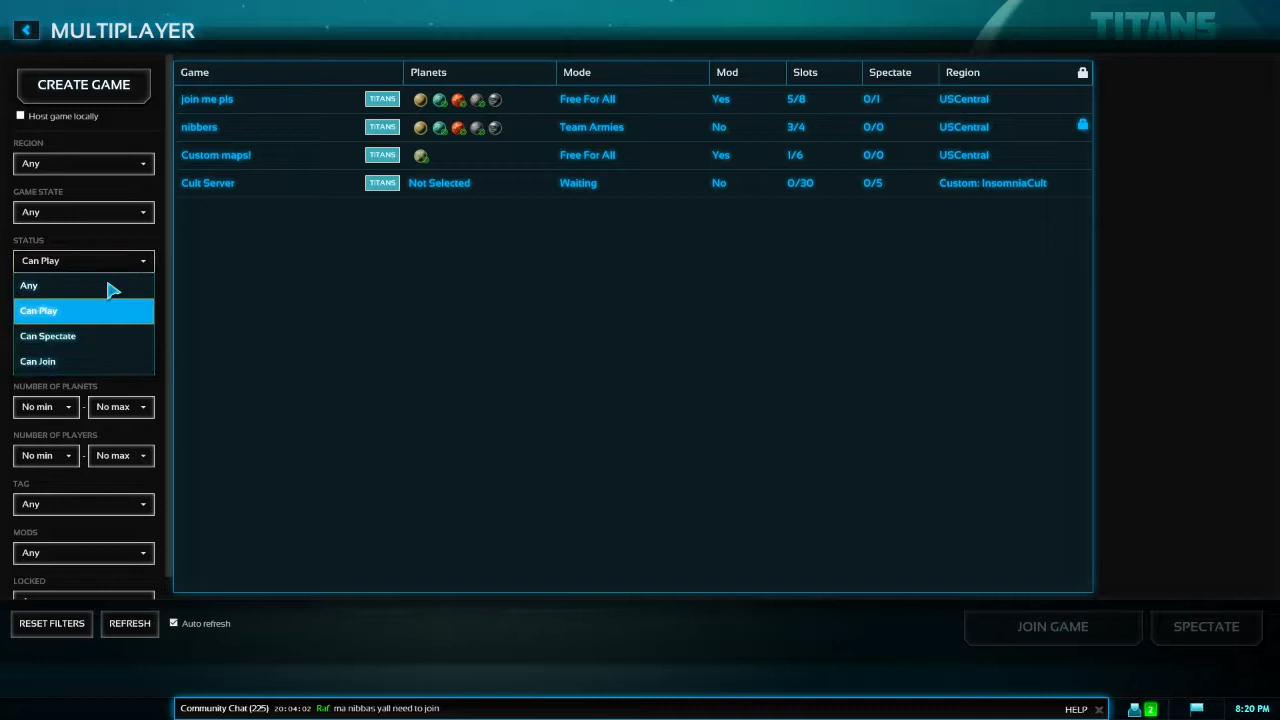 MULTIPLAYER
TITANS
CREATE GAME
Host game locally
REGION
Any
GAME STATE
Any
STATUS
Can Play
Any
Can Play
Can Spectate
Can Join
NUMBER OF PLANETS
No min - No max
NUMBER OF PLAYERS
No min - No max
TAG
Any
MODS
Any
LOCKED
Game Planets Mode Mod Slots Spectate Region
join me pls TITANS Free For All Yes 5/8 0/1 USCentral
nibbers TITANS Team Armies No 3/4 0/0 USCentral
Custom maps! TITANS Free For All Yes 1/6 0/0 USCentral
Cult Server TITANS Not Selected Waiting No 0/30 0/5 Custom: InsomniaCult
RESET FILTERS REFRESH Auto refresh
JOIN GAME SPECTATE
Community Chat (225) 20:04:02 Raf: ma nibbas yall need to join HELP 2 8:20 PM